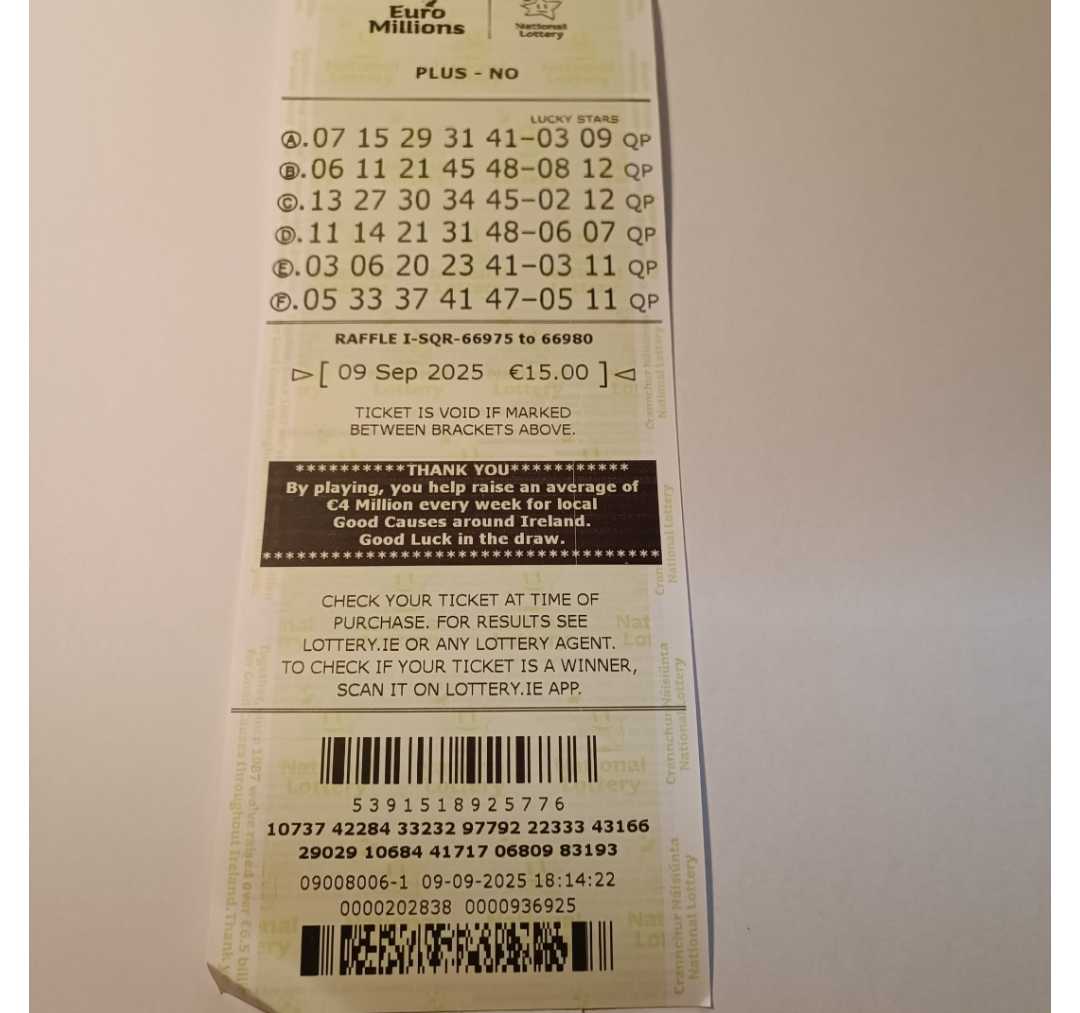 Euro
Millions
National
Lottery
PLUS - NO
LUCKY STARS
Ⓐ.07 15 29 31 41-03 09 QP
Ⓑ.06 11 21 45 48-08 12 QP
Ⓒ.13 27 30 34 45-02 12 QP
Ⓓ.11 14 21 31 48-06 07 QP
Ⓔ.03 06 20 23 41-03 11 QP
Ⓕ.05 33 37 41 47-05 11 QP
RAFFLE I-SQR-66975 to 66980
▷[ 09 Sep 2025 €15.00 ]◁
TICKET IS VOID IF MARKED
BETWEEN BRACKETS ABOVE.
**********THANK YOU***********
By playing, you help raise an average of
€4 Million every week for local
Good Causes around Ireland.
Good Luck in the draw.
CHECK YOUR TICKET AT TIME OF
PURCHASE. FOR RESULTS SEE
LOTTERY.IE OR ANY LOTTERY AGENT.
TO CHECK IF YOUR TICKET IS A WINNER,
SCAN IT ON LOTTERY.IE APP.
5391518925776
10737 42284 33232 97792 22333 43166
29029 10684 41717 06809 83193
09008006-1 09-09-2025 18:14:22
0000202838 0000936925
Crannchur Náisiúnta
National Lottery